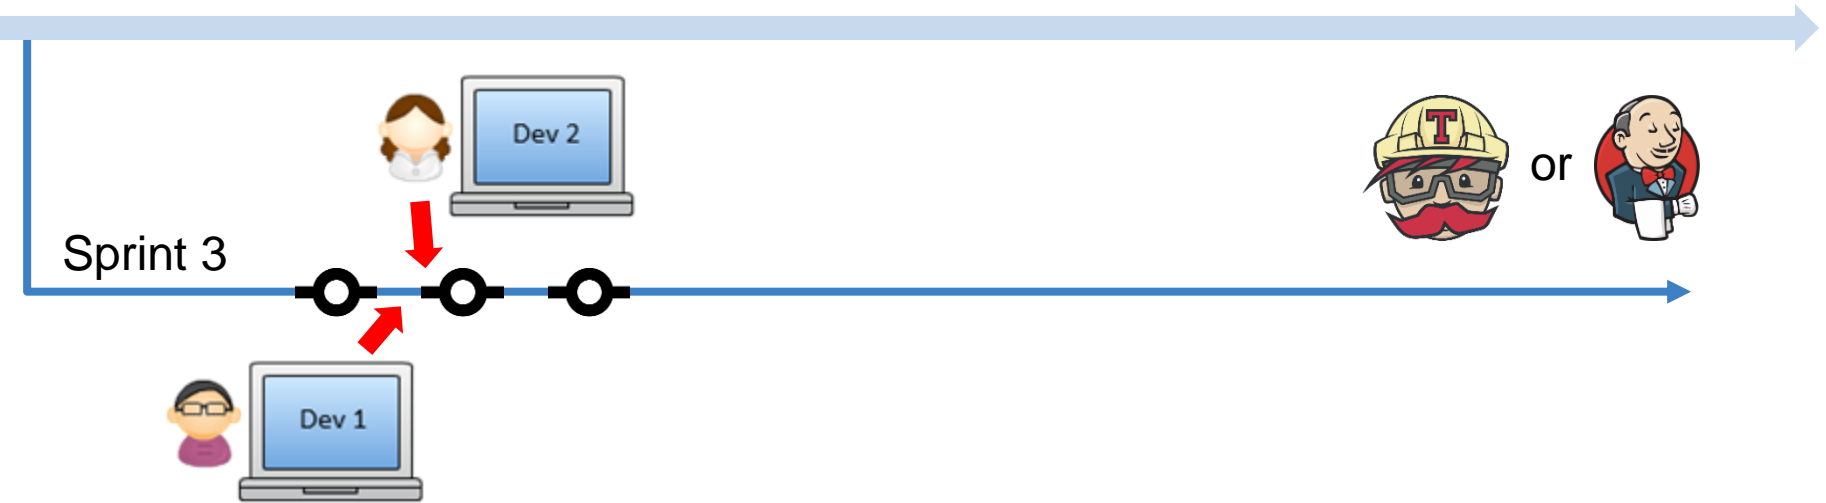 Dev 2
T
or
Sprint 3
Dev 1